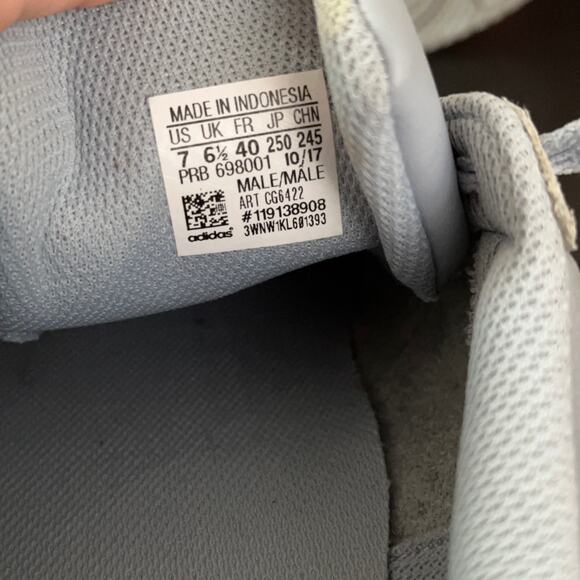 MADE IN INDONESIA
US UK FR JP CHN
7 6½ 40 250 245
PRB 698001 10/17
MALE/MALE
ART CG6422
#119138908
adidas® 3WNW1KL601393